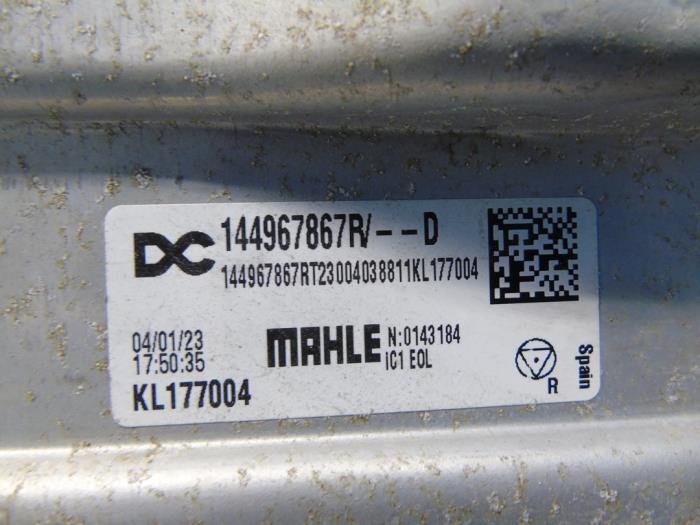 DC 144967867R/--D
144967867RT23004038811KL177004
04/01/23
17:50:35
MAHLE
N:0143184
iC1 EOL
KL177004
R
Spain